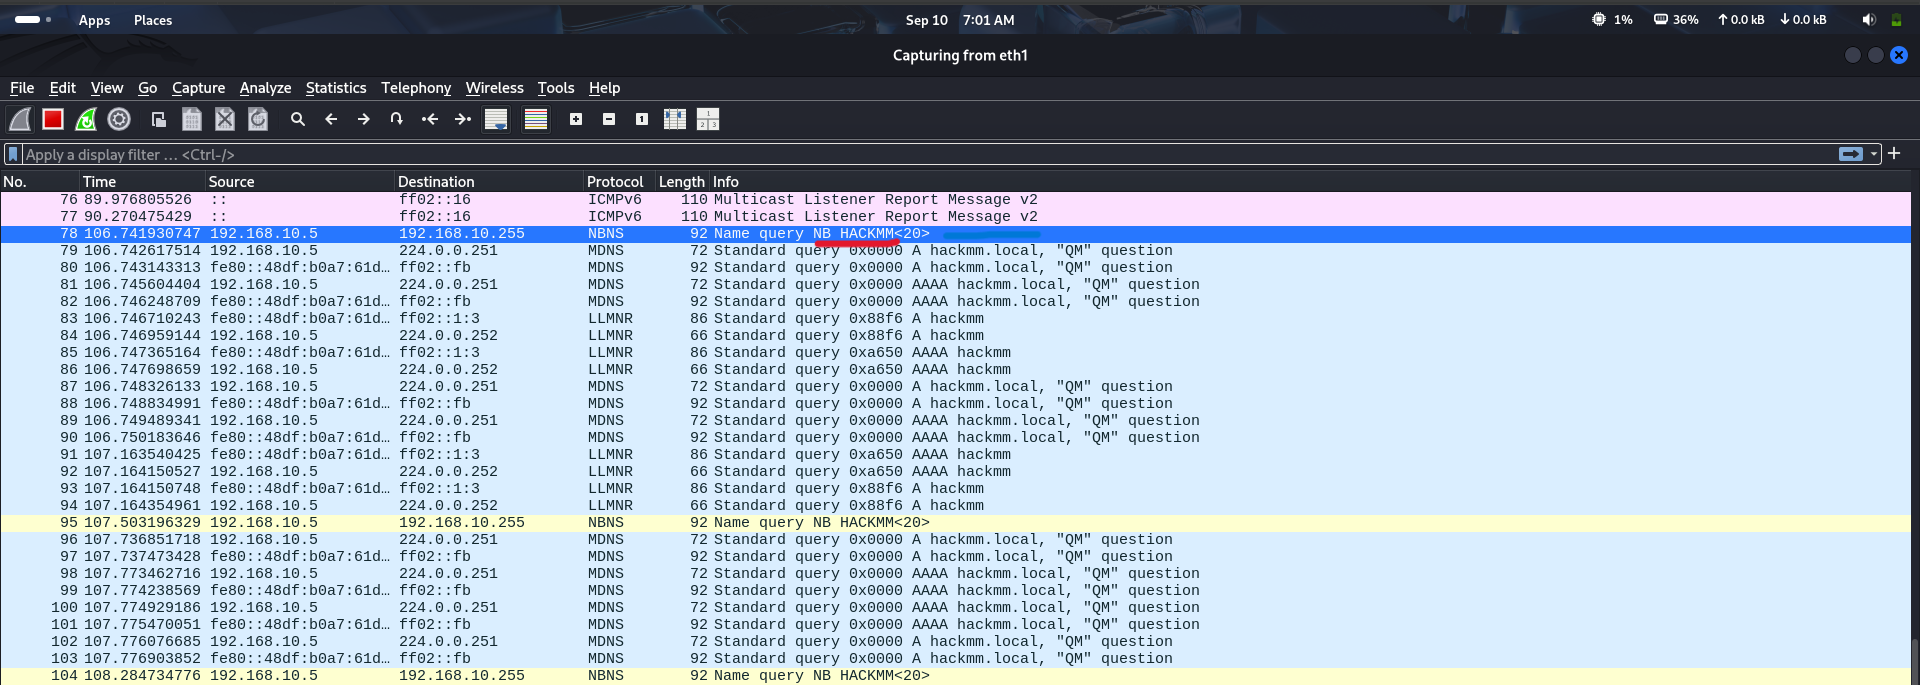 Apps Places Sep 10 7:01 AM 1% 36% 0.0 kB 0.0 kB
Capturing from eth1
File Edit View Go Capture Analyze Statistics Telephony Wireless Tools Help
Apply a display filter … <Ctrl-/>
No. Time Source Destination Protocol Length Info
76 89.976805526 :: ff02::16 ICMPv6 110 Multicast Listener Report Message v2
77 90.270475429 :: ff02::16 ICMPv6 110 Multicast Listener Report Message v2
78 106.741930747 192.168.10.5 192.168.10.255 NBNS 92 Name query NB HACKMM<20>
79 106.742617514 192.168.10.5 224.0.0.251 MDNS 72 Standard query 0x0000 A hackmm.local, "QM" question
80 106.743143313 fe80::48df:b0a7:61d… ff02::fb MDNS 92 Standard query 0x0000 A hackmm.local, "QM" question
81 106.745604404 192.168.10.5 224.0.0.251 MDNS 72 Standard query 0x0000 AAAA hackmm.local, "QM" question
82 106.746248709 fe80::48df:b0a7:61d… ff02::fb MDNS 92 Standard query 0x0000 AAAA hackmm.local, "QM" question
83 106.746710243 fe80::48df:b0a7:61d… ff02::1:3 LLMNR 86 Standard query 0x88f6 A hackmm
84 106.746959144 192.168.10.5 224.0.0.252 LLMNR 66 Standard query 0x88f6 A hackmm
85 106.747365164 fe80::48df:b0a7:61d… ff02::1:3 LLMNR 86 Standard query 0xa650 AAAA hackmm
86 106.747698659 192.168.10.5 224.0.0.252 LLMNR 66 Standard query 0xa650 AAAA hackmm
87 106.748326133 192.168.10.5 224.0.0.251 MDNS 72 Standard query 0x0000 A hackmm.local, "QM" question
88 106.748834991 fe80::48df:b0a7:61d… ff02::fb MDNS 92 Standard query 0x0000 A hackmm.local, "QM" question
89 106.749489341 192.168.10.5 224.0.0.251 MDNS 72 Standard query 0x0000 AAAA hackmm.local, "QM" question
90 106.750183646 fe80::48df:b0a7:61d… ff02::fb MDNS 92 Standard query 0x0000 AAAA hackmm.local, "QM" question
91 107.163540425 fe80::48df:b0a7:61d… ff02::1:3 LLMNR 86 Standard query 0xa650 AAAA hackmm
92 107.164150527 192.168.10.5 224.0.0.252 LLMNR 66 Standard query 0xa650 AAAA hackmm
93 107.164150748 fe80::48df:b0a7:61d… ff02::1:3 LLMNR 86 Standard query 0x88f6 A hackmm
94 107.164354961 192.168.10.5 224.0.0.252 LLMNR 66 Standard query 0x88f6 A hackmm
95 107.503196329 192.168.10.5 192.168.10.255 NBNS 92 Name query NB HACKMM<20>
96 107.736851718 192.168.10.5 224.0.0.251 MDNS 72 Standard query 0x0000 A hackmm.local, "QM" question
97 107.737473428 fe80::48df:b0a7:61d… ff02::fb MDNS 92 Standard query 0x0000 A hackmm.local, "QM" question
98 107.773462716 192.168.10.5 224.0.0.251 MDNS 72 Standard query 0x0000 AAAA hackmm.local, "QM" question
99 107.774238569 fe80::48df:b0a7:61d… ff02::fb MDNS 92 Standard query 0x0000 AAAA hackmm.local, "QM" question
100 107.774929186 192.168.10.5 224.0.0.251 MDNS 72 Standard query 0x0000 AAAA hackmm.local, "QM" question
101 107.775470051 fe80::48df:b0a7:61d… ff02::fb MDNS 92 Standard query 0x0000 AAAA hackmm.local, "QM" question
102 107.776076685 192.168.10.5 224.0.0.251 MDNS 72 Standard query 0x0000 A hackmm.local, "QM" question
103 107.776903852 fe80::48df:b0a7:61d… ff02::fb MDNS 92 Standard query 0x0000 A hackmm.local, "QM" question
104 108.284734776 192.168.10.5 192.168.10.255 NBNS 92 Name query NB HACKMM<20>